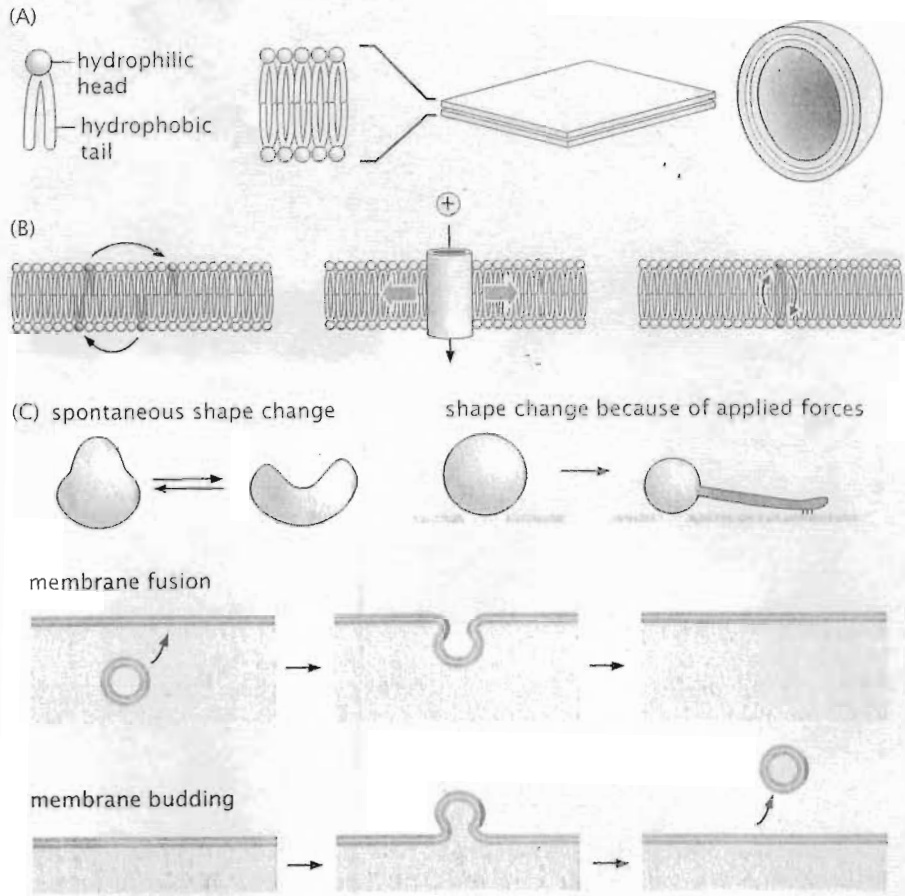 (A)
hydrophilic
head
hydrophobic
tail
(B)
+
(C) spontaneous shape change
shape change because of applied forces
membrane fusion
membrane budding